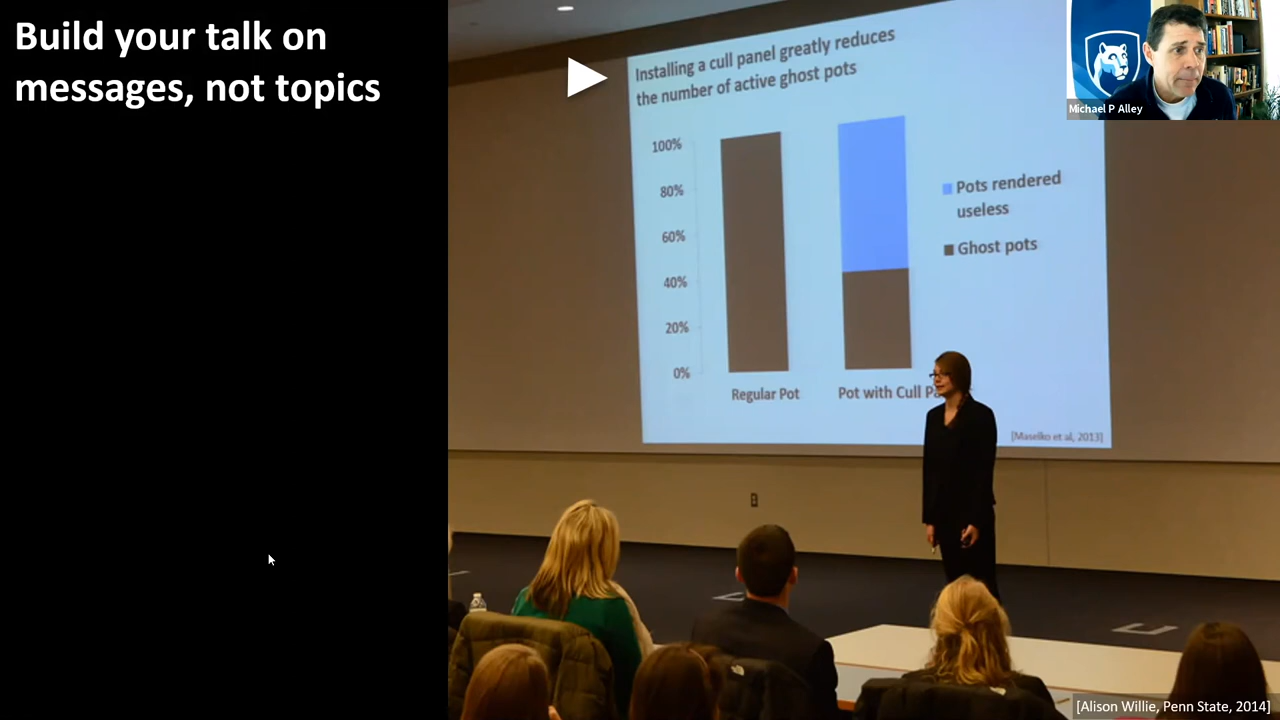 Build your talk on
messages, not topics
Installing a cull panel greatly reduces
the number of active ghost pots
100%
80%
60%
40%
20%
0%
Pots rendered
useless
Ghost pots
Regular Pot
Pot with Cull Pa
[Maselko et al, 2013]
Michael P Alley
[Alison Willie, Penn State, 2014]